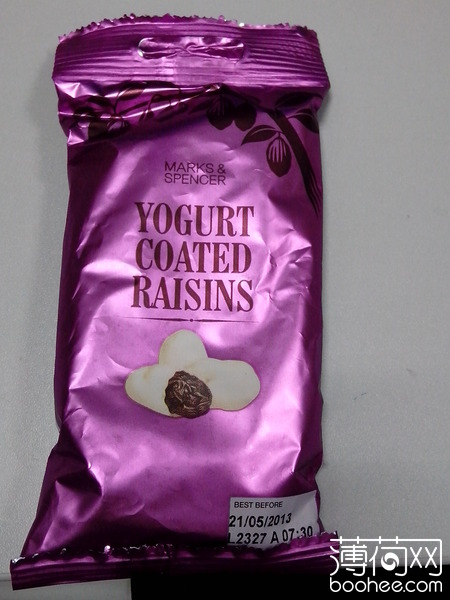 MARKS &
SPENCER
YOGURT
COATED
RAISINS
BEST BEFORE
21/05/2013
L2327 A 07:30
薄荷网
boohee.com